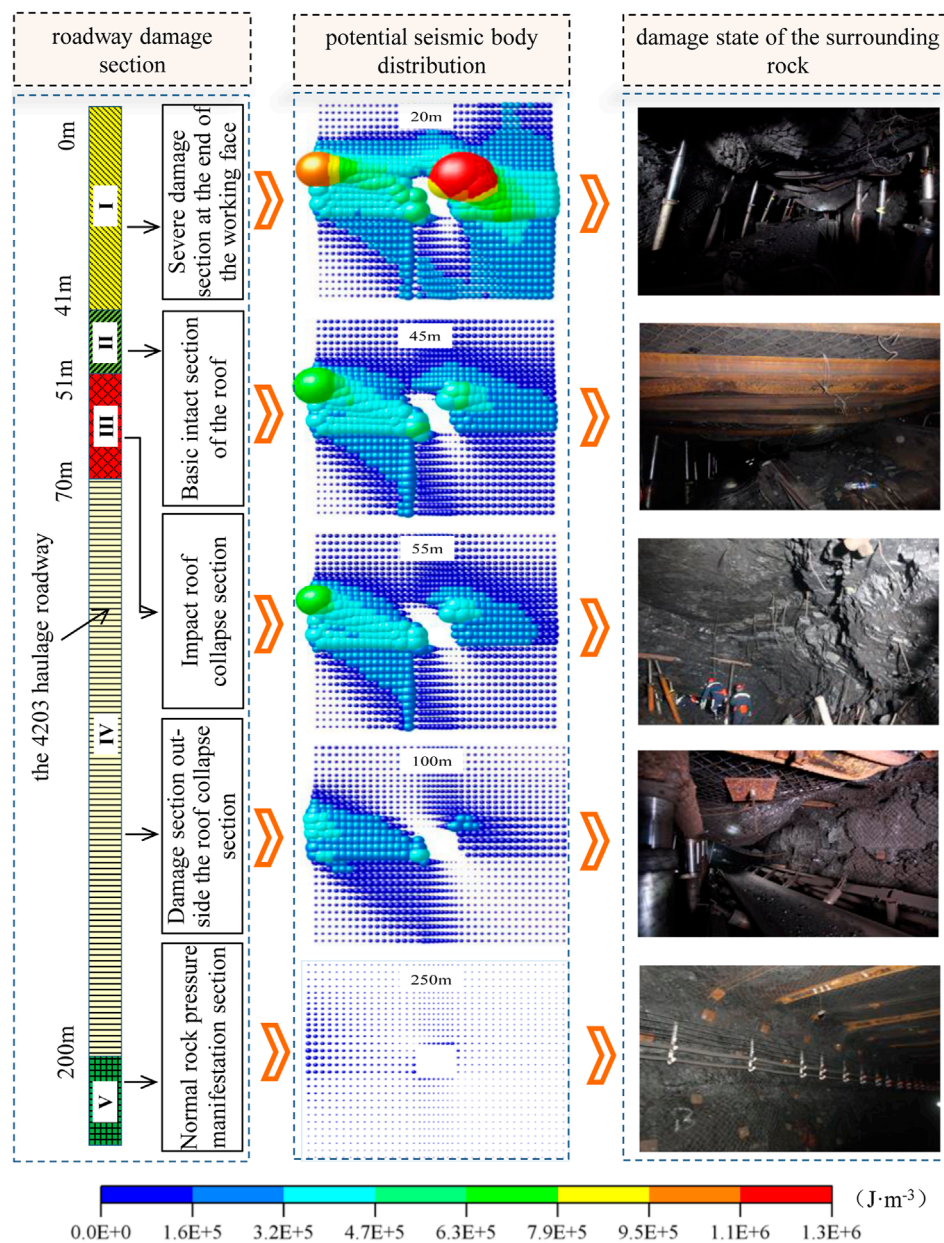 roadway damage
section
potential seismic body
distribution
damage state of the surrounding
rock
0m
41m
51m
70m
200m
the 4203 haulage roadway
I
II
III
IV
V
Severe damage
section at the end of
the working face
Basic intact section
of the roof
Impact roof
collapse section
Damage section out-
side the roof collapse
section
Normal rock pressure
manifestation section
20m
45m
55m
100m
250m
0.0E+0
1.6E+5
3.2E+5
4.7E+5
6.3E+5
7.9E+5
9.5E+5
1.1E+6
1.3E+6
（J·m⁻³）